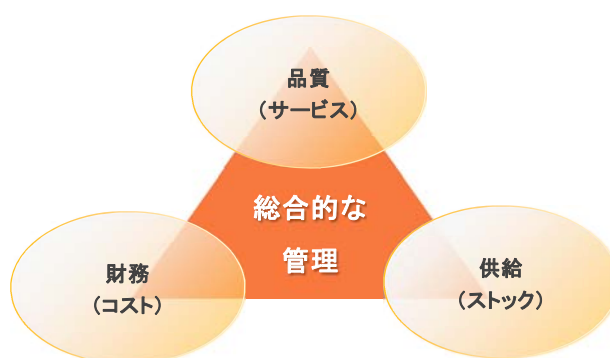 品質
（サービス）
総合的な
管理
財務
（コスト）
供給
（ストック）